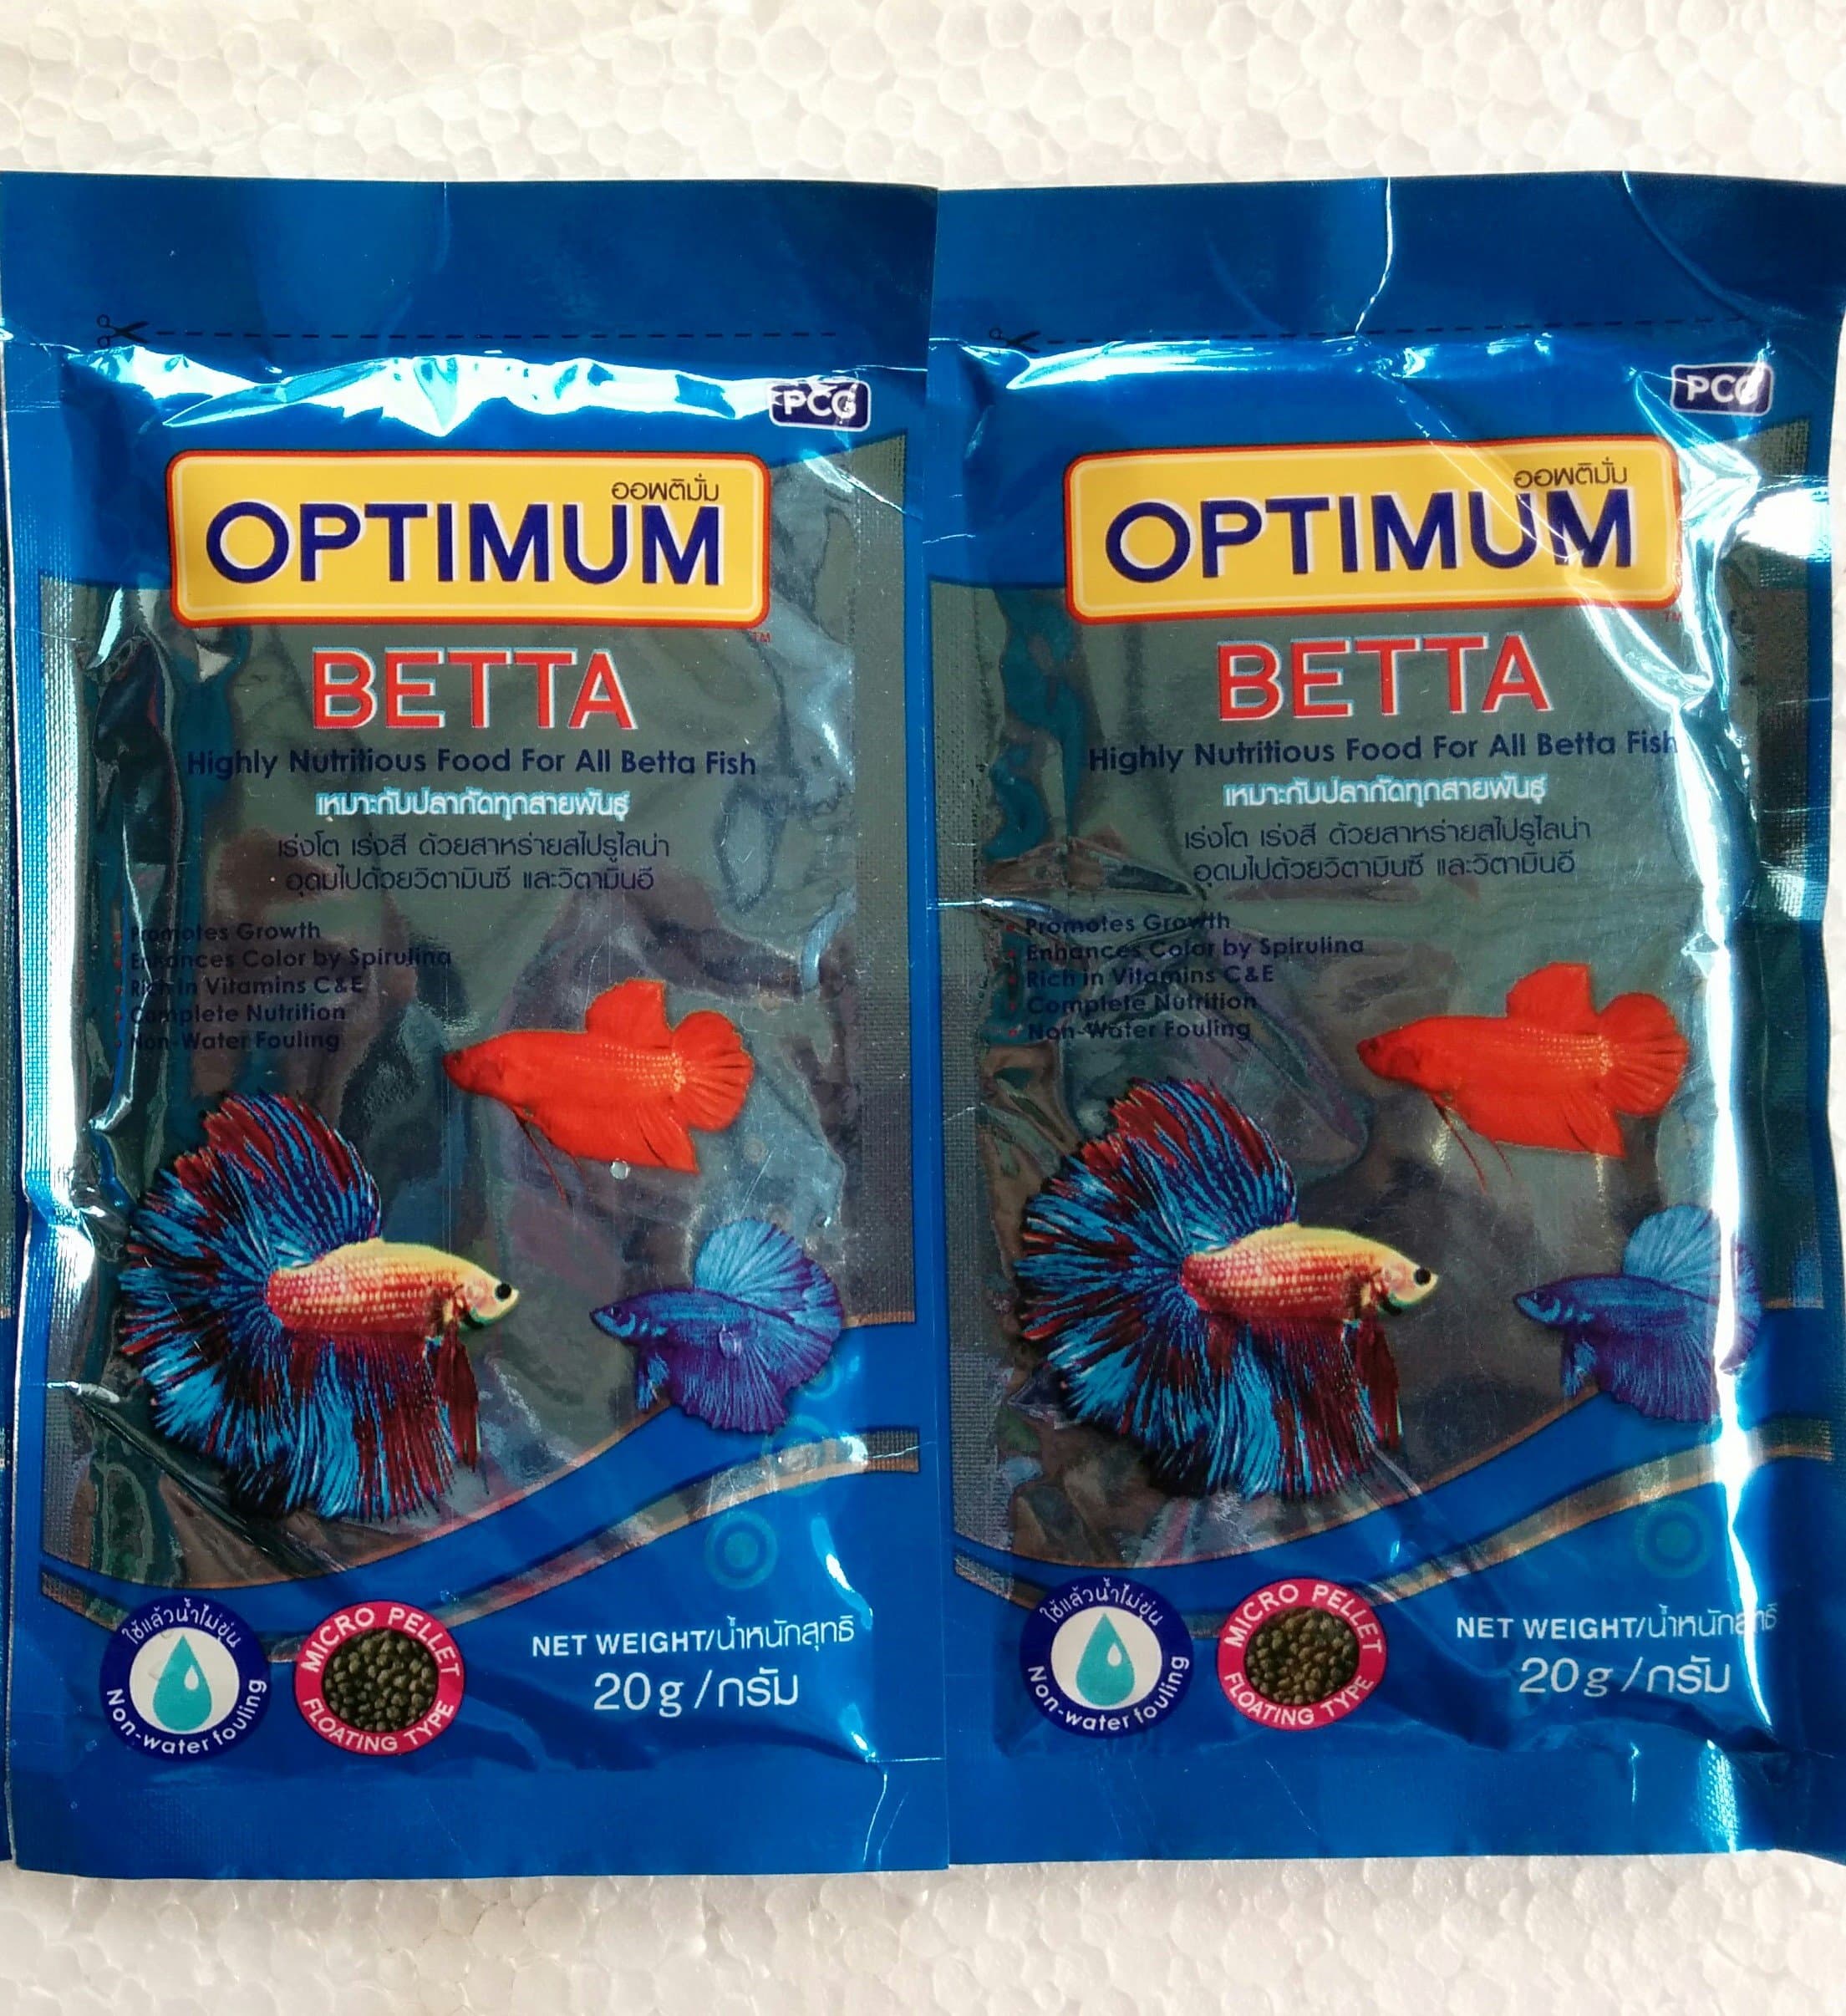 PCG
ออพติมั่ม
OPTIMUM
TM
BETTA
Highly Nutritious Food For All Betta Fish
เหมาะกับปลากัดทุกสายพันธุ์
เร่งโต เร่งสี ด้วยสาหร่ายสไปรูไลน่า
อุดมไปด้วยวิตามินซี และวิตามินอี
Promotes Growth
Enhances Color by Spirulina
Rich in Vitamins C&E
Complete Nutrition
Non-Water Fouling
ใช้แล้วน้ำไม่ขุ่น
Non-water fouling
MICRO PELLET
FLOATING TYPE
NET WEIGHT/น้ำหนักสุทธิ
20g/กรัม
PCG
ออพติมั่ม
OPTIMUM
TM
BETTA
Highly Nutritious Food For All Betta Fish
เหมาะกับปลากัดทุกสายพันธุ์
เร่งโต เร่งสี ด้วยสาหร่ายสไปรูไลน่า
อุดมไปด้วยวิตามินซี และวิตามินอี
Promotes Growth
Enhances Color by Spirulina
Rich in Vitamins C&E
Complete Nutrition
Non-Water Fouling
ใช้แล้วน้ำไม่ขุ่น
Non-water fouling
MICRO PELLET
FLOATING TYPE
NET WEIGHT/น้ำหนักสุทธิ
20g/กรัม